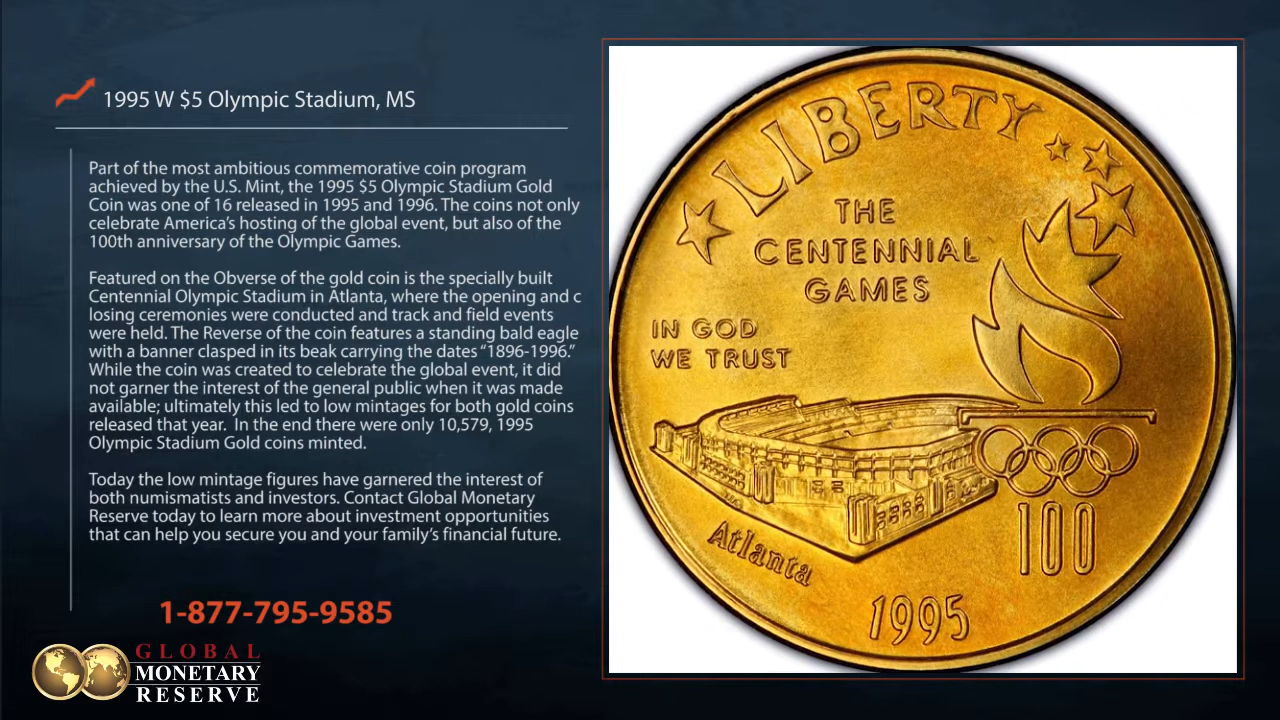 1995 W $5 Olympic Stadium, MS
Part of the most ambitious commemorative coin program
achieved by the U.S. Mint, the 1995 $5 Olympic Stadium Gold
Coin was one of 16 released in 1995 and 1996. The coins not only
celebrate America's hosting of the global event, but also of the
100th anniversary of the Olympic Games.
Featured on the Obverse of the gold coin is the specially built
Centennial Olympic Stadium in Atlanta, where the opening and c
losing ceremonies were conducted and track and field events
were held. The Reverse of the coin features a standing bald eagle
with a banner clasped in its beak carrying the dates “1896-1996.”
While the coin was created to celebrate the global event, it did
not garner the interest of the general public when it was made
available; ultimately this led to low mintages for both gold coins
released that year. In the end there were only 10,579, 1995
Olympic Stadium Gold coins minted.
Today the low mintage figures have garnered the interest of
both numismatists and investors. Contact Global Monetary
Reserve today to learn more about investment opportunities
that can help you secure you and your family's financial future.
1-877-795-9585
GLOBAL
MONETARY
RESERVE
LIBERTY
THE
CENTENNIAL
GAMES
IN GOD
WE TRUST
Atlanta
100
1995